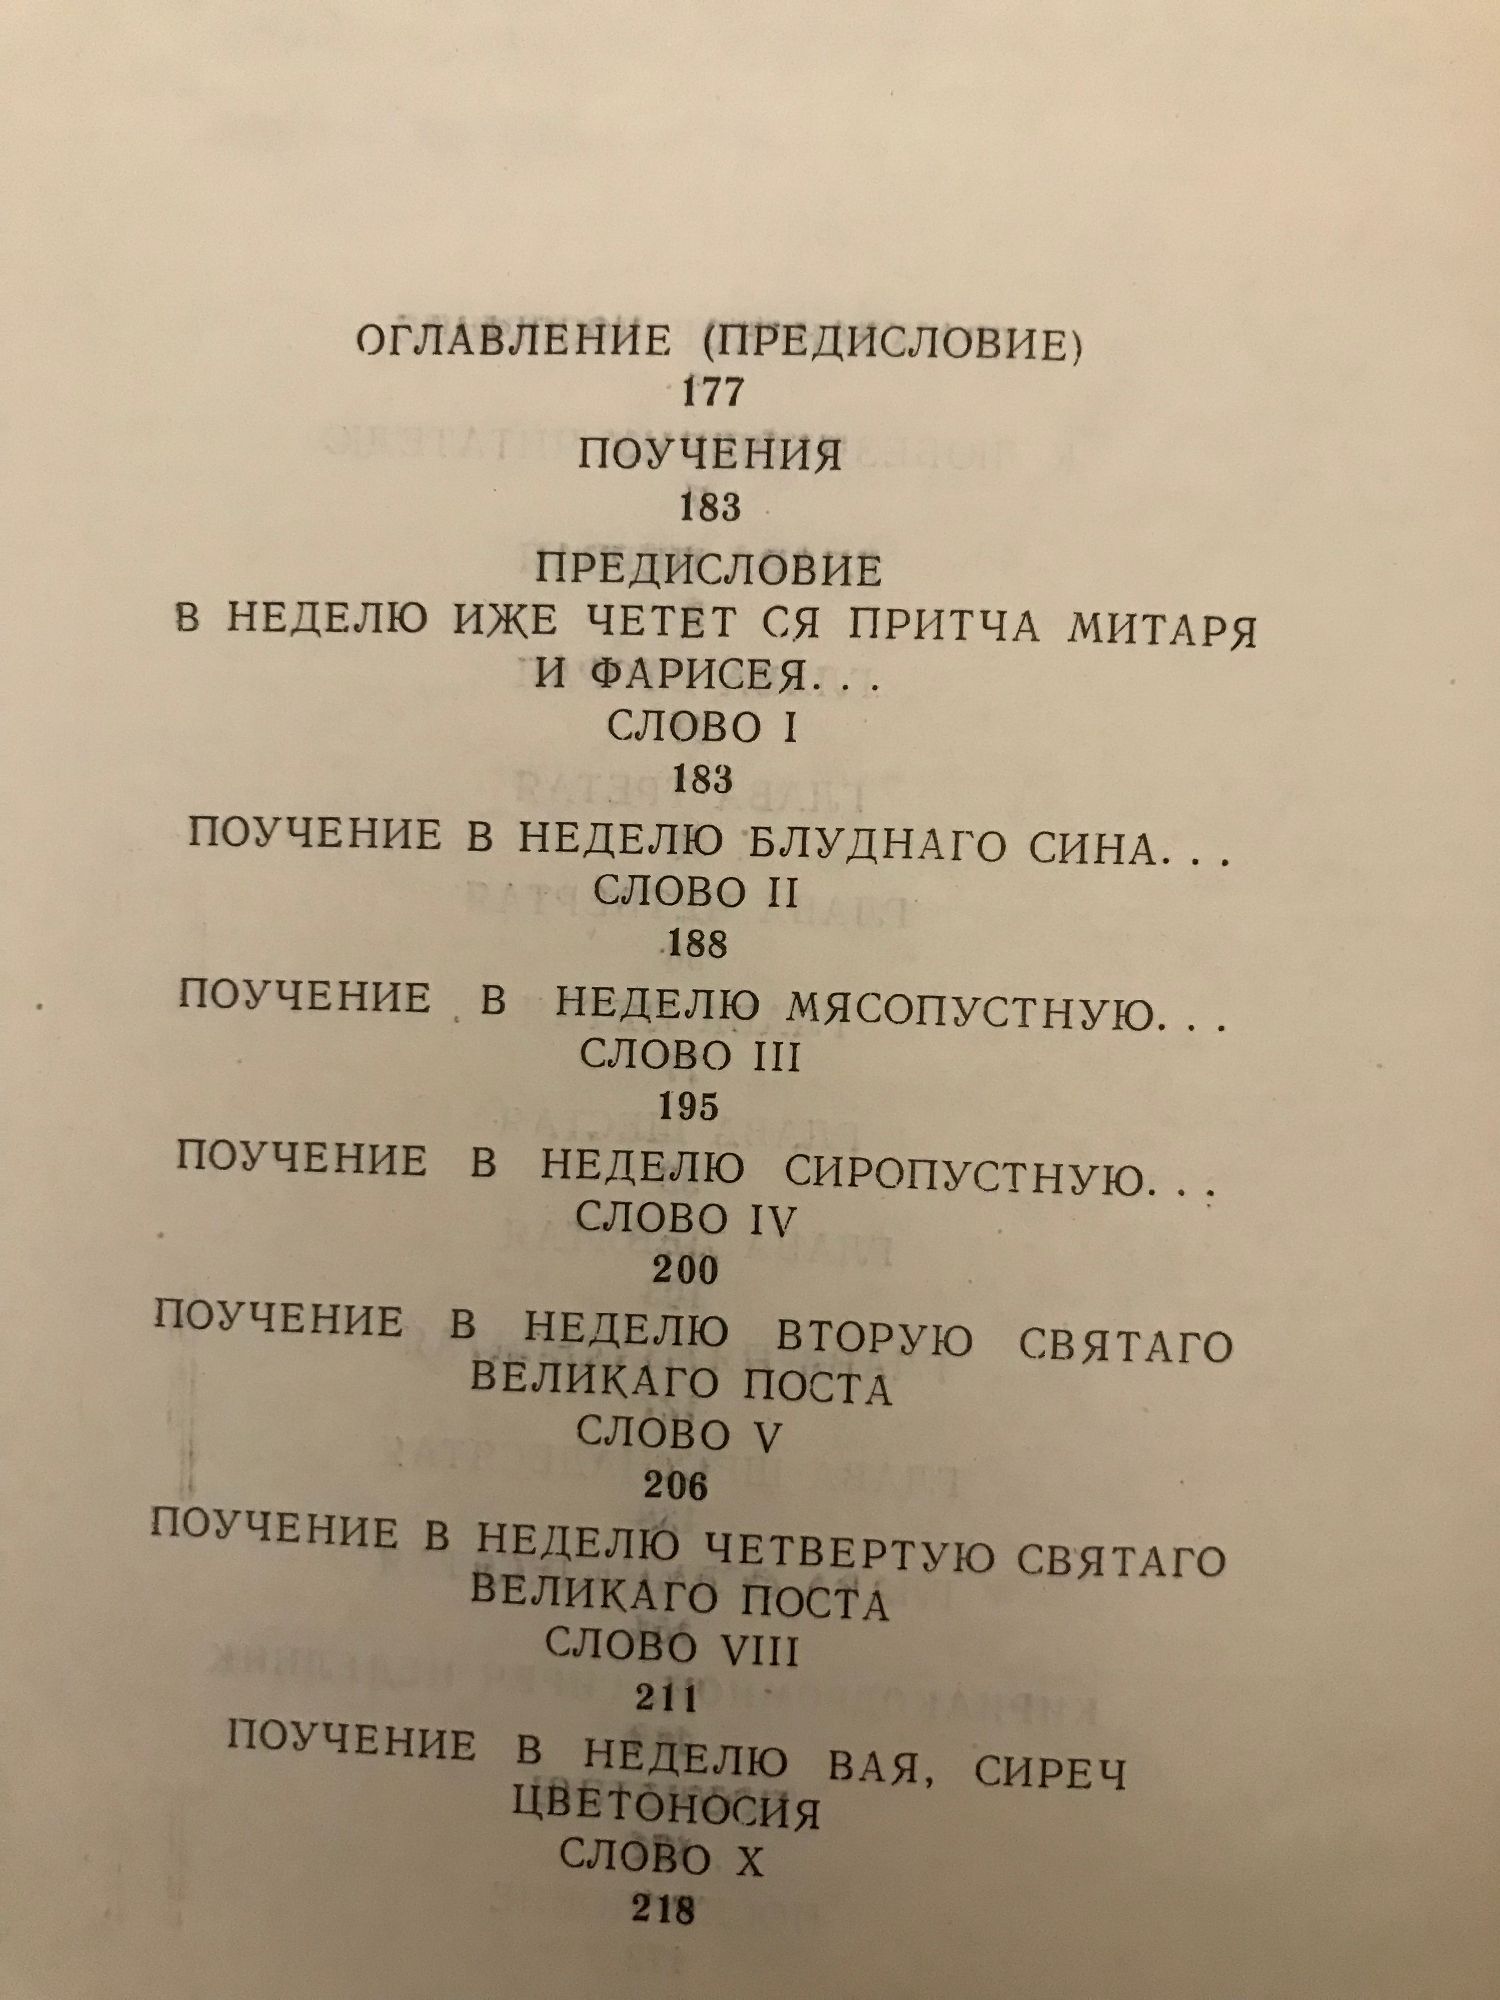 ОГЛАВЛЕНИЕ (ПРЕДИСЛОВИЕ)
177
ПОУЧЕНИЯ
183
ПРЕДИСЛОВИЕ
В НЕДЕЛЮ ИЖЕ ЧЕТЕТ СЯ ПРИТЧА МИТАРЯ
И ФАРИСЕЯ. . .
СЛОВО I
183
ПОУЧЕНИЕ В НЕДЕЛЮ БЛУДНАГО СИНА. . .
СЛОВО II
188
ПОУЧЕНИЕ В НЕДЕЛЮ МЯСОПУСТНУЮ. . .
СЛОВО III
195
ПОУЧЕНИЕ В НЕДЕЛЮ СИРОПУСТНУЮ. . .
СЛОВО IV
200
ПОУЧЕНИЕ В НЕДЕЛЮ ВТОРУЮ СВЯТАГО
ВЕЛИКАГО ПОСТА
СЛОВО V
206
ПОУЧЕНИЕ В НЕДЕЛЮ ЧЕТВЕРТУЮ СВЯТАГО
ВЕЛИКАГО ПОСТА
СЛОВО VIII
211
ПОУЧЕНИЕ В НЕДЕЛЮ ВАЯ, СИРЕЧ
ЦВЕТОНОСИЯ
СЛОВО X
218